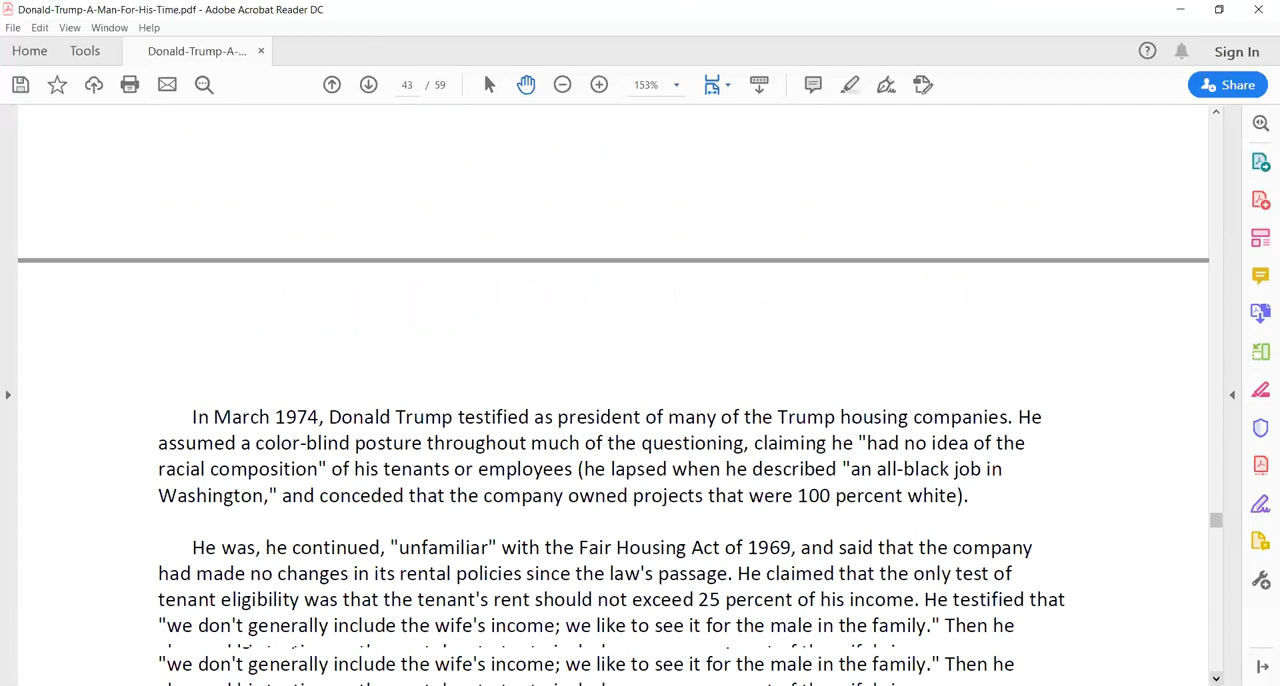 Donald-Trump-A-Man-For-His-Time.pdf - Adobe Acrobat Reader DC
File Edit View Window Help
Home Tools Donald-Trump-A-... × Sign In
43 / 59 153% Share
In March 1974, Donald Trump testified as president of many of the Trump housing companies. He
assumed a color-blind posture throughout much of the questioning, claiming he "had no idea of the
racial composition" of his tenants or employees (he lapsed when he described "an all-black job in
Washington," and conceded that the company owned projects that were 100 percent white).
He was, he continued, "unfamiliar" with the Fair Housing Act of 1969, and said that the company
had made no changes in its rental policies since the law's passage. He claimed that the only test of
tenant eligibility was that the tenant's rent should not exceed 25 percent of his income. He testified that
"we don't generally include the wife's income; we like to see it for the male in the family." Then he
"we don't generally include the wife's income; we like to see it for the male in the family." Then he